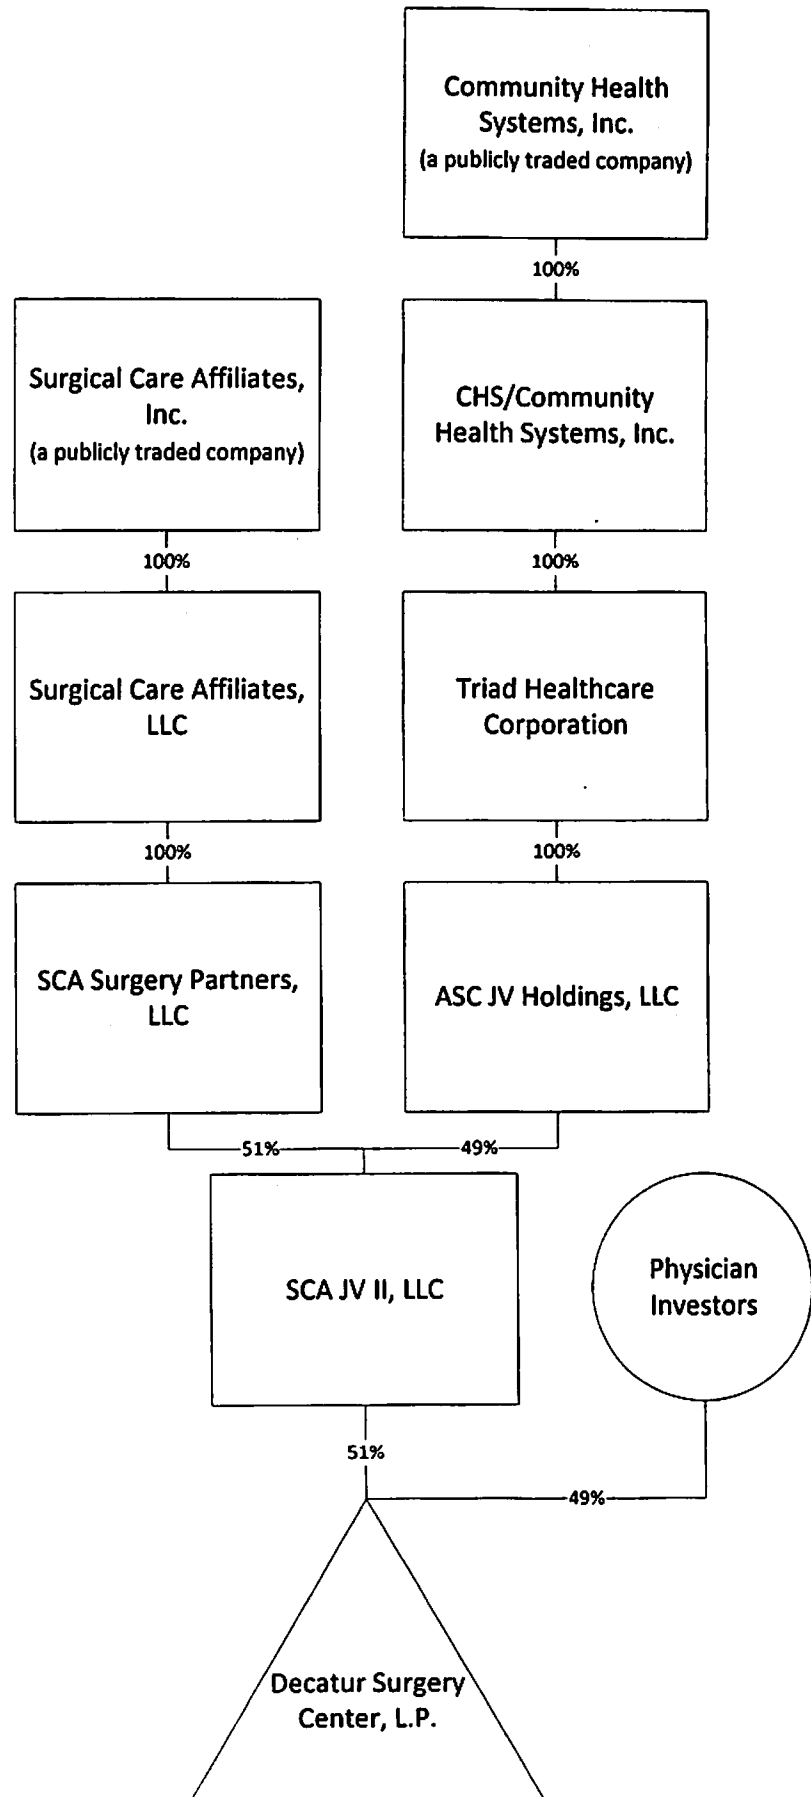 Community Health
Systems, Inc.
(a publicly traded company)
100%
Surgical Care Affiliates,
Inc.
(a publicly traded company)
CHS/Community
Health Systems, Inc.
100%
100%
Surgical Care Affiliates,
LLC
Triad Healthcare
Corporation
100%
100%
SCA Surgery Partners,
LLC
ASC JV Holdings, LLC
51%
49%
SCA JV II, LLC
Physician
Investors
51%
49%
Decatur Surgery
Center, L.P.